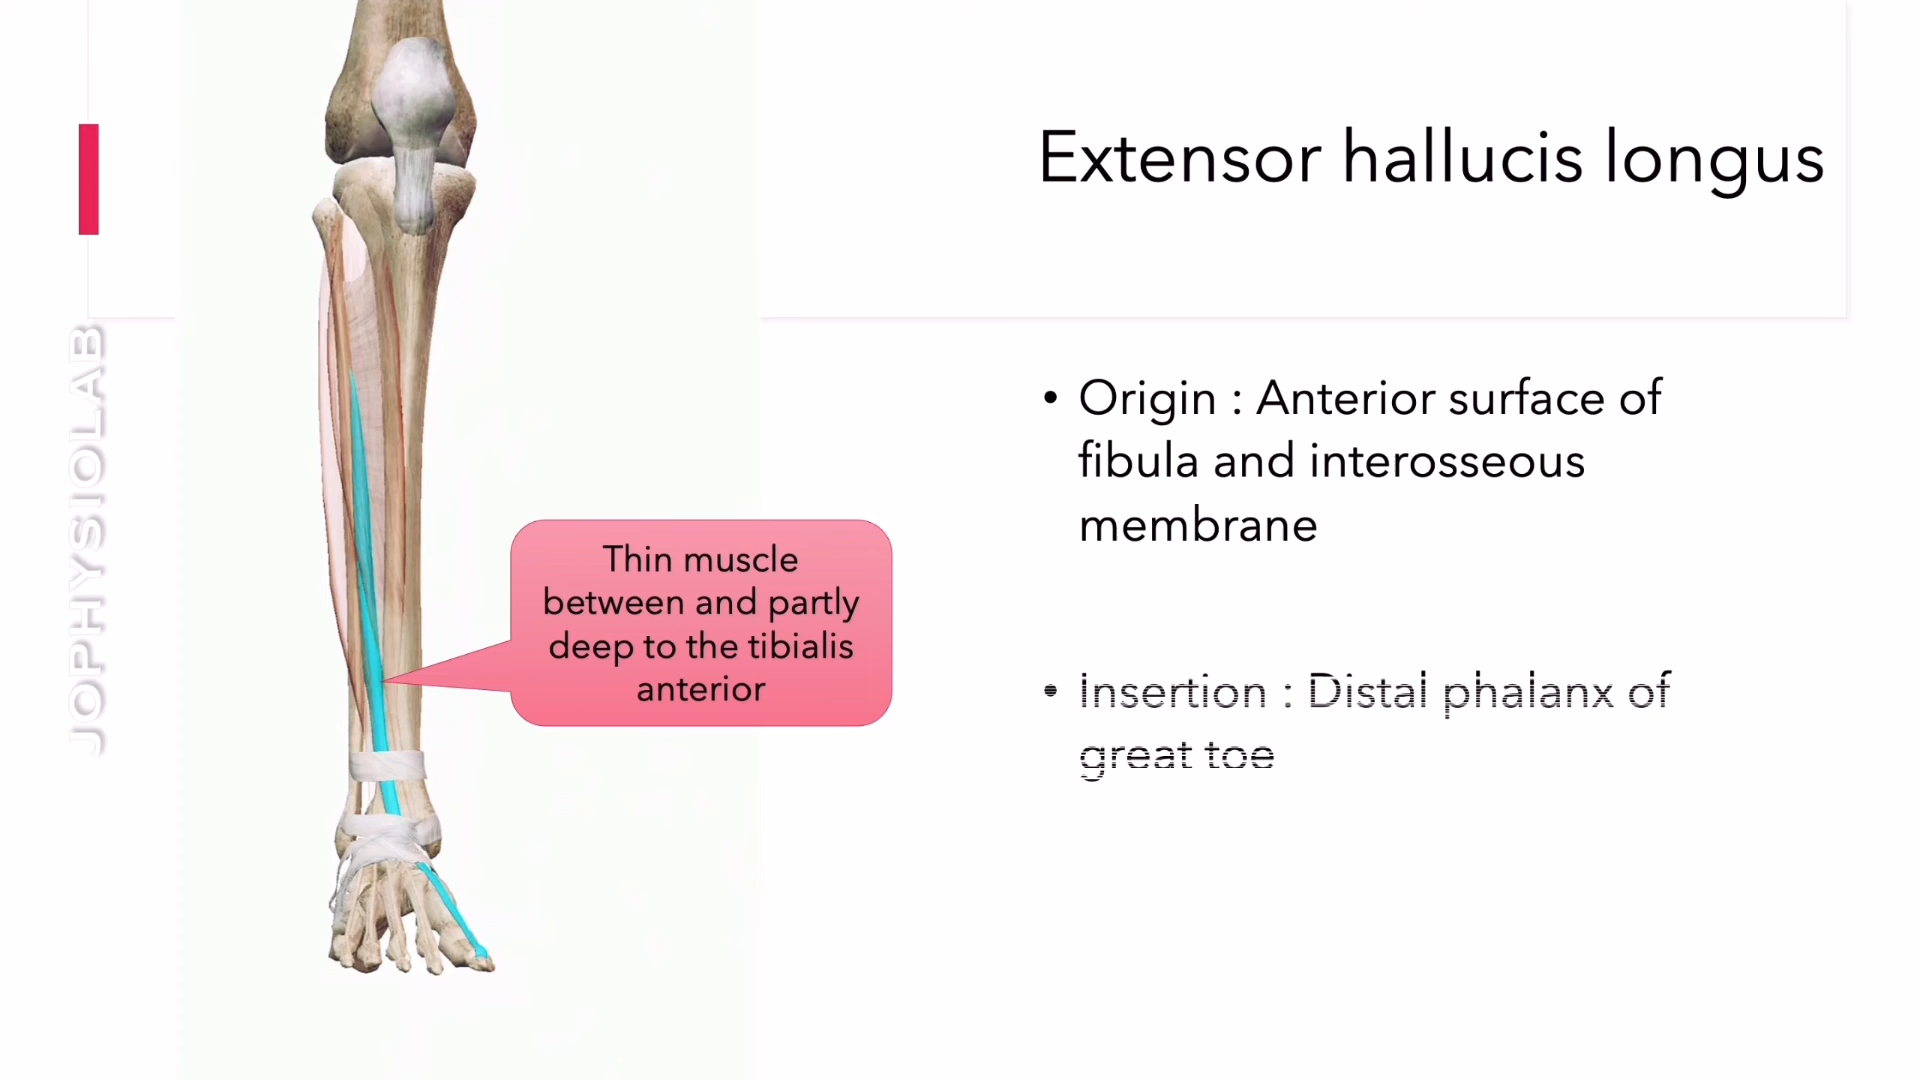 Extensor hallucis longus
JOPHYSIOLAB
• Origin : Anterior surface of
fibula and interosseous
membrane
Thin muscle
between and partly
deep to the tibialis
anterior
• Insertion : Distal phalanx of
great toe